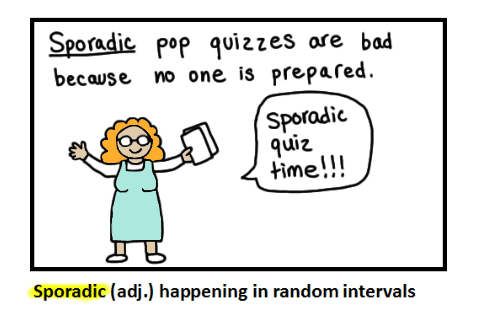 Sporadic pop quizzes are bad
because no one is prepared.
Sporadic
quiz
time!!!
Sporadic (adj.) happening in random intervals